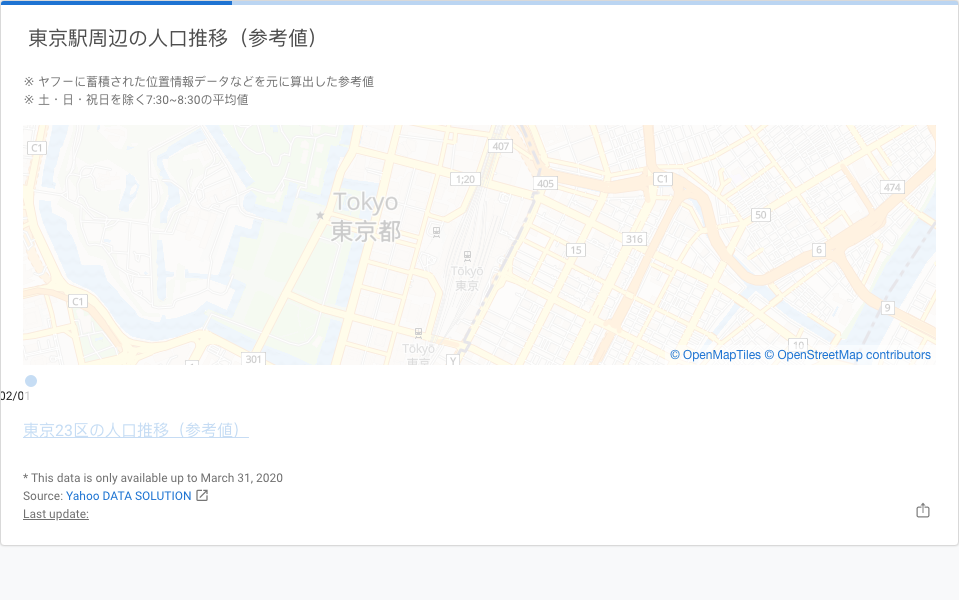 東京駅周辺の人口推移（参考値）
※ ヤフーに蓄積された位置情報データなどを元に算出した参考値
※ 土・日・祝日を除く7:30~8:30の平均値
C1
407
1;20
405
C1
474
Tokyo
東京都
50
316
15
6
Tōkyō
東京
C1
9
10
301
Tōkyō
東京
Y
© OpenMapTiles © OpenStreetMap contributors
02/01
東京23区の人口推移（参考値）
* This data is only available up to March 31, 2020
Source: Yahoo DATA SOLUTION
Last update: